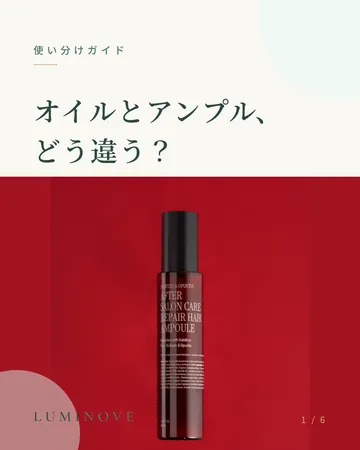 使い分けガイド
オイルとアンプル、
どう違う？
AFTER
SALON CARE
REPAIR HAIR
AMPOULE
LUMINOVE
1 / 6